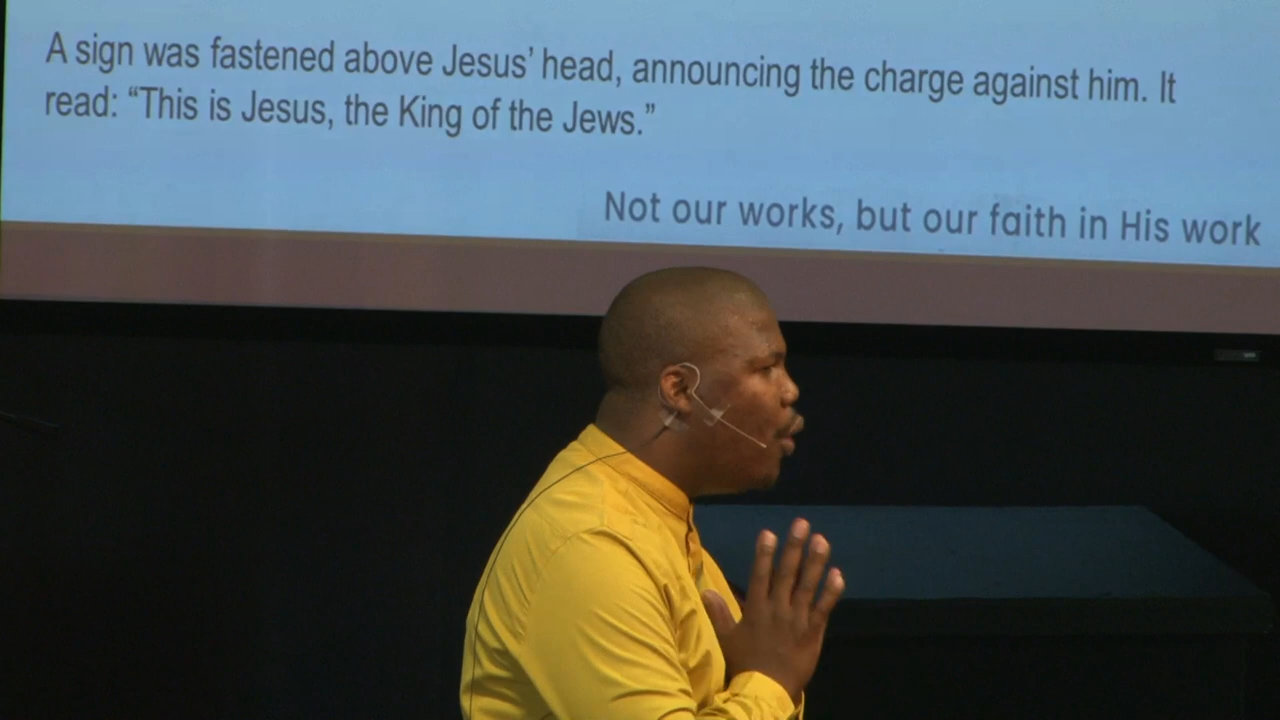 A sign was fastened above Jesus’ head, announcing the charge against him. It
read: “This is Jesus, the King of the Jews.”
Not our works, but our faith in His work